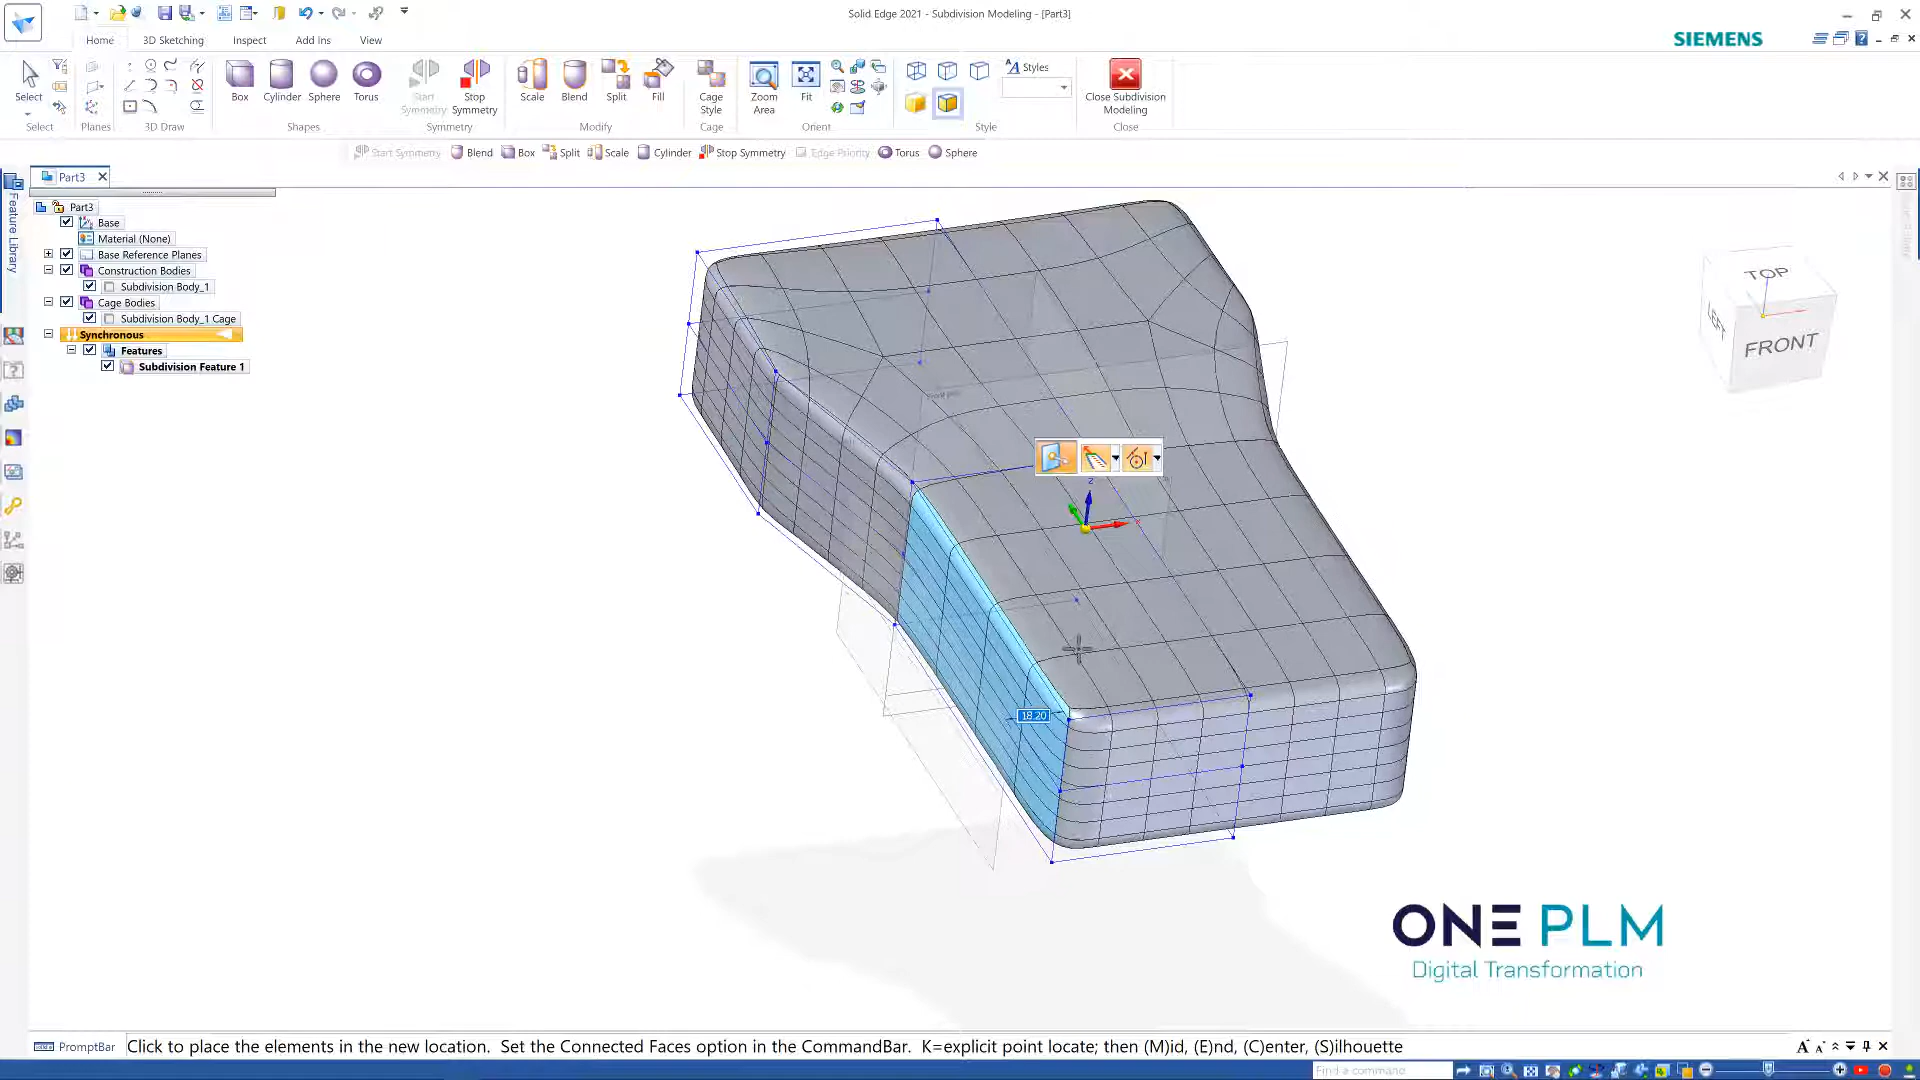 Solid Edge 2021 - Subdivision Modeling - [Part3]
Home 3D Sketching Inspect Add Ins View
SIEMENS
Select Box Cylinder Sphere Torus Start Symmetry Stop Symmetry Scale Blend Split Fill Cage Style Zoom Area Fit Styles Close Subdivision Modeling
Select Planes 3D Draw Shapes Symmetry Modify Cage Orient Style Close
Start Symmetry Blend Box Split Scale Cylinder Stop Symmetry Edge Priority Torus Sphere
Part3
Feature Library
Part3
Base
Material (None)
Base Reference Planes
Construction Bodies
Subdivision Body_1
Cage Bodies
Subdivision Body_1 Cage
Synchronous
Features
Subdivision Feature 1
TOP
LEFT
FRONT
z
x
18.20
ONE PLM
Digital Transformation
PromptBar Click to place the elements in the new location. Set the Connected Faces option in the CommandBar. K=explicit point locate; then (M)id, (E)nd, (C)enter, (S)ilhouette
Find a command